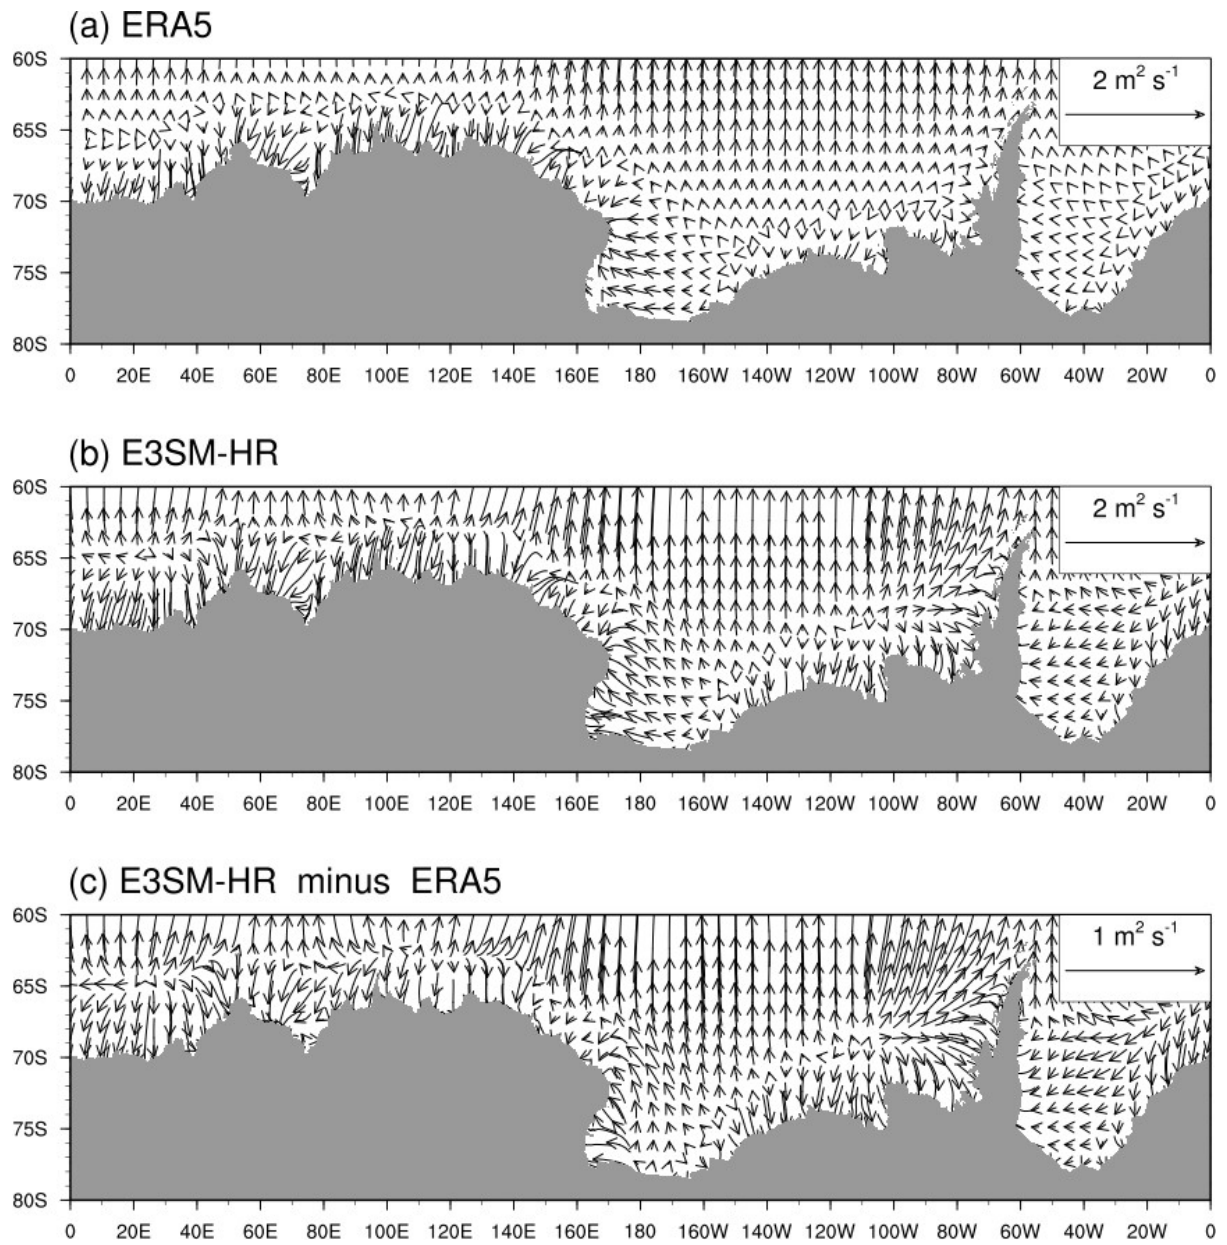 (a) ERA5
60S
2 m² s⁻¹
65S
70S
75S
80S
0 20E 40E 60E 80E 100E 120E 140E 160E 180 160W 140W 120W 100W 80W 60W 40W 20W 0
(b) E3SM-HR
60S
2 m² s⁻¹
65S
70S
75S
80S
0 20E 40E 60E 80E 100E 120E 140E 160E 180 160W 140W 120W 100W 80W 60W 40W 20W 0
(c) E3SM-HR minus ERA5
60S
1 m² s⁻¹
65S
70S
75S
80S
0 20E 40E 60E 80E 100E 120E 140E 160E 180 160W 140W 120W 100W 80W 60W 40W 20W 0